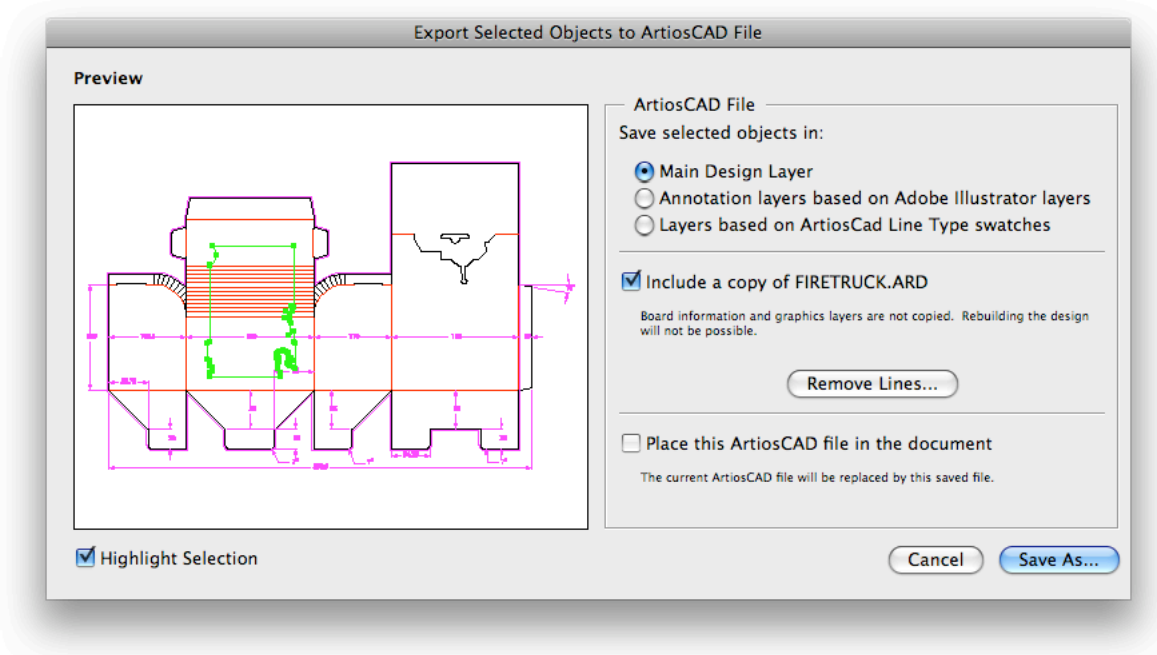 Export Selected Objects to ArtiosCAD File
Preview
ArtiosCAD File
Save selected objects in:
Main Design Layer
Annotation layers based on Adobe Illustrator layers
Layers based on ArtiosCad Line Type swatches
Include a copy of FIRETRUCK.ARD
Board information and graphics layers are not copied. Rebuilding the design
will not be possible.
Remove Lines...
Place this ArtiosCAD file in the document
The current ArtiosCAD file will be replaced by this saved file.
Highlight Selection
Cancel
Save As...